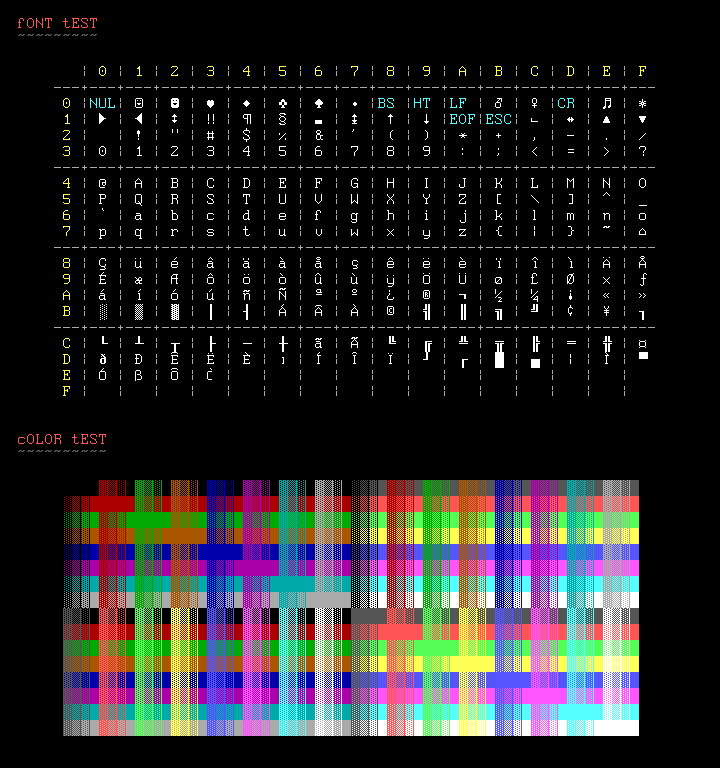 fONT tEST
~~~~~~~~~
¦ 0 ¦ 1 ¦ 2 ¦ 3 ¦ 4 ¦ 5 ¦ 6 ¦ 7 ¦ 8 ¦ 9 ¦ A ¦ B ¦ C ¦ D ¦ E ¦ F
0 ¦NUL¦ ☺ ¦ ☻ ¦ ♥ ¦ ♦ ¦ ♣ ¦ ♠ ¦ • ¦BS ¦HT ¦LF ¦ ♂ ¦ ♀ ¦CR ¦ ♫ ¦ ☼
1 ¦ ► ¦ ◄ ¦ ↕ ¦ ‼ ¦ ¶ ¦ § ¦ ▬ ¦ ↨ ¦ ↑ ¦ ↓ ¦EOF¦ESC¦ ∟ ¦ ↔ ¦ ▲ ¦ ▼
2 ¦ ¦ ! ¦ " ¦ # ¦ $ ¦ % ¦ & ¦ ' ¦ ( ¦ ) ¦ * ¦ + ¦ , ¦ - ¦ . ¦ /
3 ¦ 0 ¦ 1 ¦ 2 ¦ 3 ¦ 4 ¦ 5 ¦ 6 ¦ 7 ¦ 8 ¦ 9 ¦ : ¦ ; ¦ < ¦ = ¦ > ¦ ?
4 ¦ @ ¦ A ¦ B ¦ C ¦ D ¦ E ¦ F ¦ G ¦ H ¦ I ¦ J ¦ K ¦ L ¦ M ¦ N ¦ O
5 ¦ P ¦ Q ¦ R ¦ S ¦ T ¦ U ¦ V ¦ W ¦ X ¦ Y ¦ Z ¦ [ ¦ \ ¦ ] ¦ ^ ¦ _
6 ¦ ` ¦ a ¦ b ¦ c ¦ d ¦ e ¦ f ¦ g ¦ h ¦ i ¦ j ¦ k ¦ l ¦ m ¦ n ¦ o
7 ¦ p ¦ q ¦ r ¦ s ¦ t ¦ u ¦ v ¦ w ¦ x ¦ y ¦ z ¦ { ¦ | ¦ } ¦ ~ ¦ ⌂
8 ¦ Ç ¦ ü ¦ é ¦ â ¦ ä ¦ à ¦ å ¦ ç ¦ ê ¦ ë ¦ è ¦ ï ¦ î ¦ ì ¦ Ä ¦ Å
9 ¦ É ¦ æ ¦ Æ ¦ ô ¦ ö ¦ ò ¦ û ¦ ù ¦ ÿ ¦ Ö ¦ Ü ¦ ø ¦ £ ¦ Ø ¦ × ¦ ƒ
A ¦ á ¦ í ¦ ó ¦ ú ¦ ñ ¦ Ñ ¦ ª ¦ º ¦ ¿ ¦ ® ¦ ¬ ¦ ½ ¦ ¼ ¦ ¡ ¦ « ¦ »
B ¦ ░ ¦ ▒ ¦ ▓ ¦ │ ¦ ┤ ¦ Á ¦ Â ¦ À ¦ © ¦ ╣ ¦ ║ ¦ ╗ ¦ ╝ ¦ ¢ ¦ ¥ ¦ ┐
C ¦ └ ¦ ┴ ¦ ┬ ¦ ├ ¦ ─ ¦ ┼ ¦ ã ¦ Ã ¦ ╚ ¦ ╔ ¦ ╩ ¦ ╦ ¦ ╠ ¦ ═ ¦ ╬ ¦ ¤
D ¦ ð ¦ Ð ¦ Ê ¦ Ë ¦ È ¦ ı ¦ Í ¦ Î ¦ Ï ¦ ┘ ¦ ┌ ¦ █ ¦ ▄ ¦ ¦ ¦ Ì ¦ ▀
E ¦ Ó ¦ ß ¦ Ô ¦ Ò
F
cOLOR tEST
~~~~~~~~~~